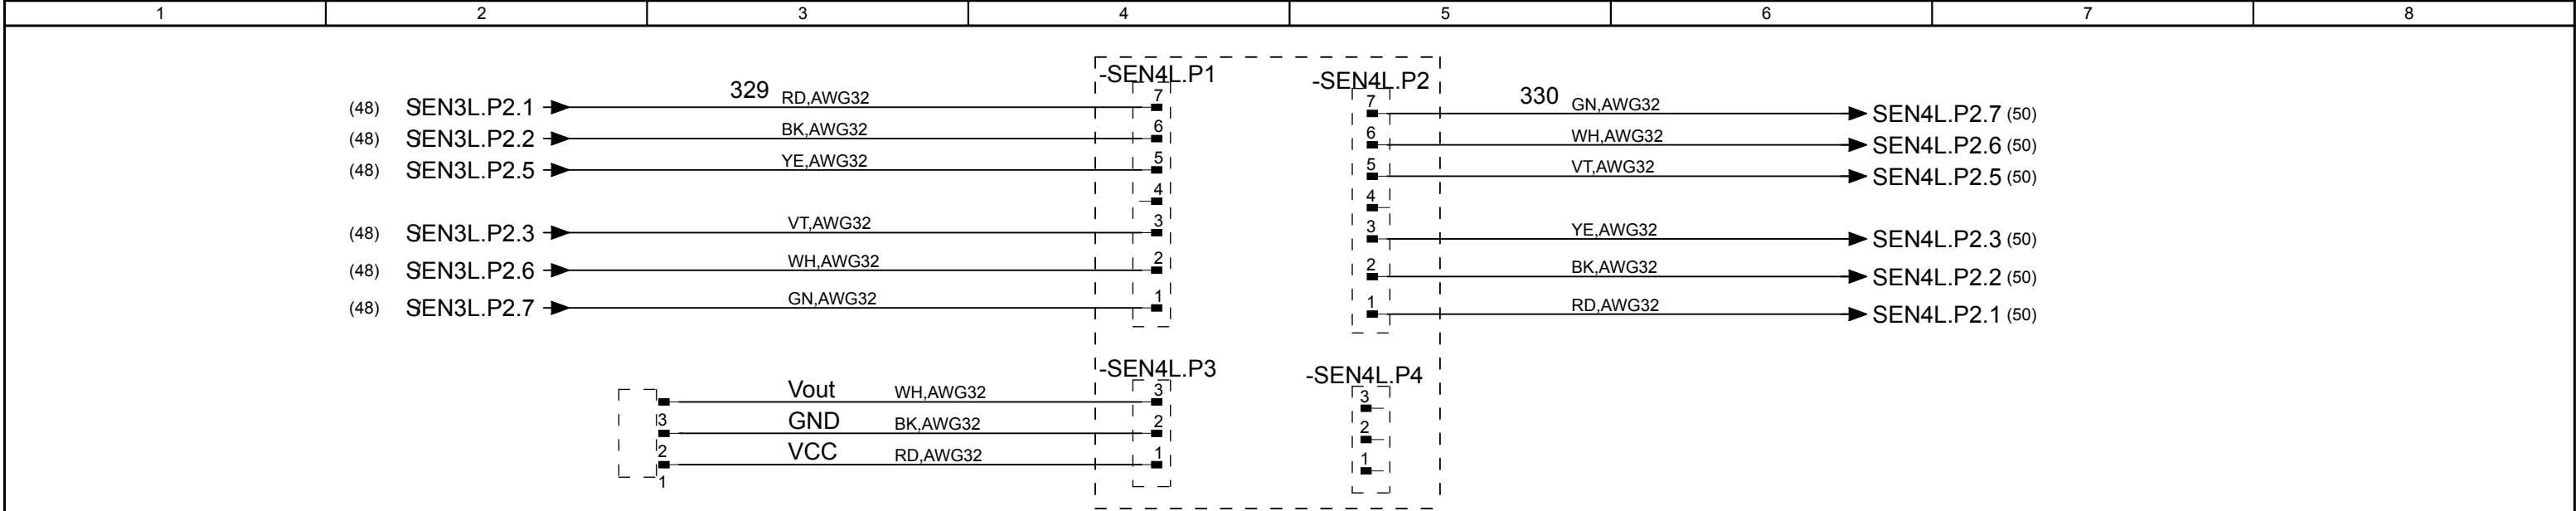 1 2 3 4 5 6 7 8
-SEN4L.P1
-SEN4L.P2
(48) SEN3L.P2.1 329 RD,AWG32 7
7 330 GN,AWG32 SEN4L.P2.7 (50)
(48) SEN3L.P2.2 BK,AWG32 6
6 WH,AWG32 SEN4L.P2.6 (50)
(48) SEN3L.P2.5 YE,AWG32 5
5 VT,AWG32 SEN4L.P2.5 (50)
4
4
(48) SEN3L.P2.3 VT,AWG32 3
3 YE,AWG32 SEN4L.P2.3 (50)
(48) SEN3L.P2.6 WH,AWG32 2
2 BK,AWG32 SEN4L.P2.2 (50)
(48) SEN3L.P2.7 GN,AWG32 1
1 RD,AWG32 SEN4L.P2.1 (50)
-SEN4L.P3
-SEN4L.P4
Vout WH,AWG32 3
3
3 GND BK,AWG32 2
2
2 VCC RD,AWG32 1
1
1